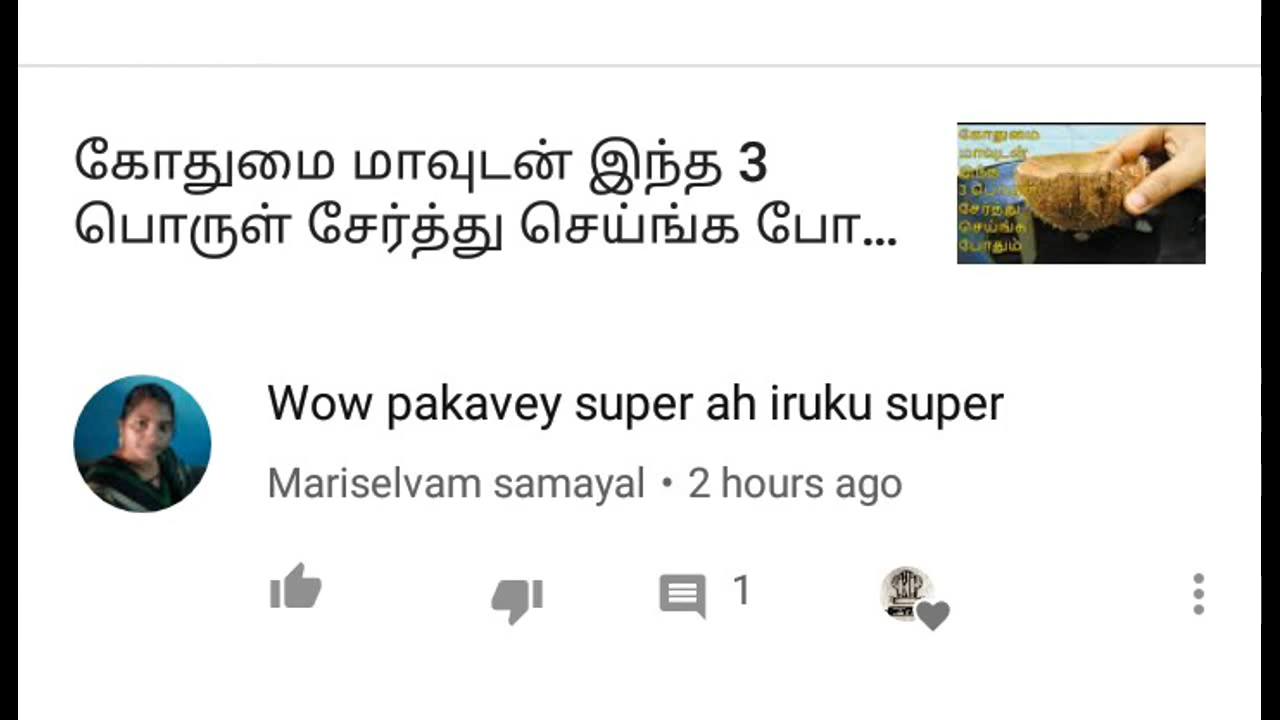 கோதுமை மாவுடன் இந்த 3
பொருள் சேர்த்து செய்ங்க போ...
கோதுமை
மாவுடன்
இந்த
3 பொருள்
சேர்த்து
செய்ங்க
போதும்
Wow pakavey super ah iruku super
Mariselvam samayal • 2 hours ago
1